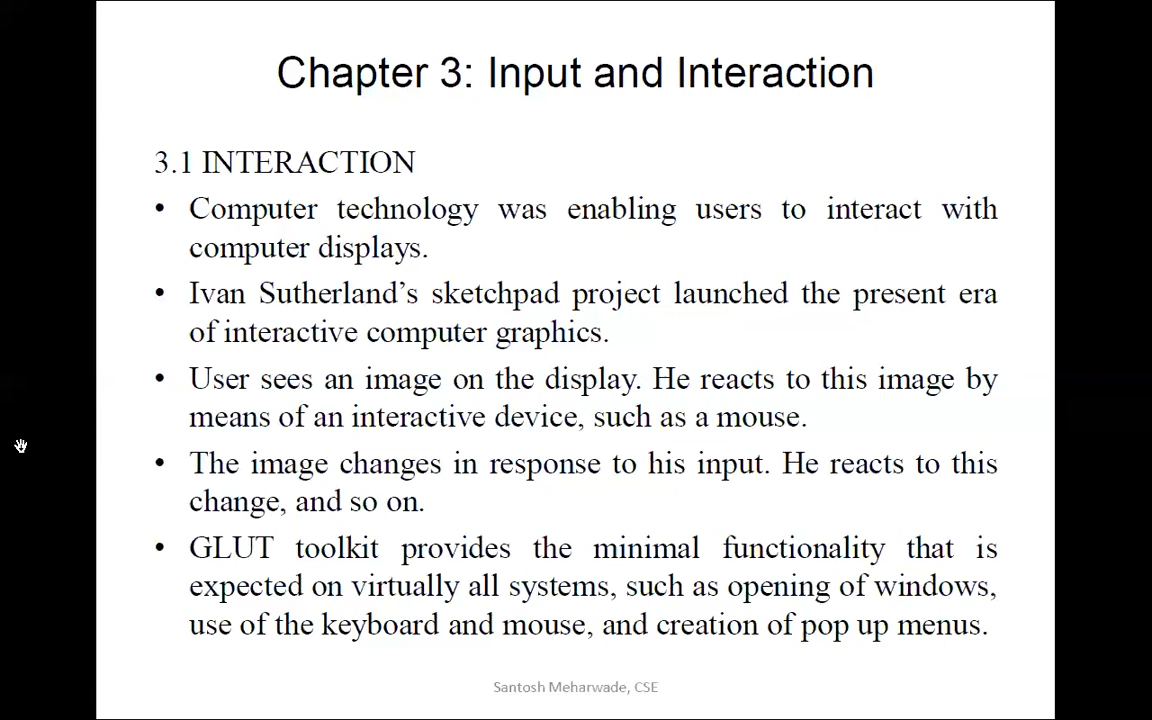 Chapter 3: Input and Interaction
3.1 INTERACTION
• Computer technology was enabling users to interact with
computer displays.
• Ivan Sutherland’s sketchpad project launched the present era
of interactive computer graphics.
• User sees an image on the display. He reacts to this image by
means of an interactive device, such as a mouse.
• The image changes in response to his input. He reacts to this
change, and so on.
• GLUT toolkit provides the minimal functionality that is
expected on virtually all systems, such as opening of windows,
use of the keyboard and mouse, and creation of pop up menus.
Santosh Meharwade, CSE